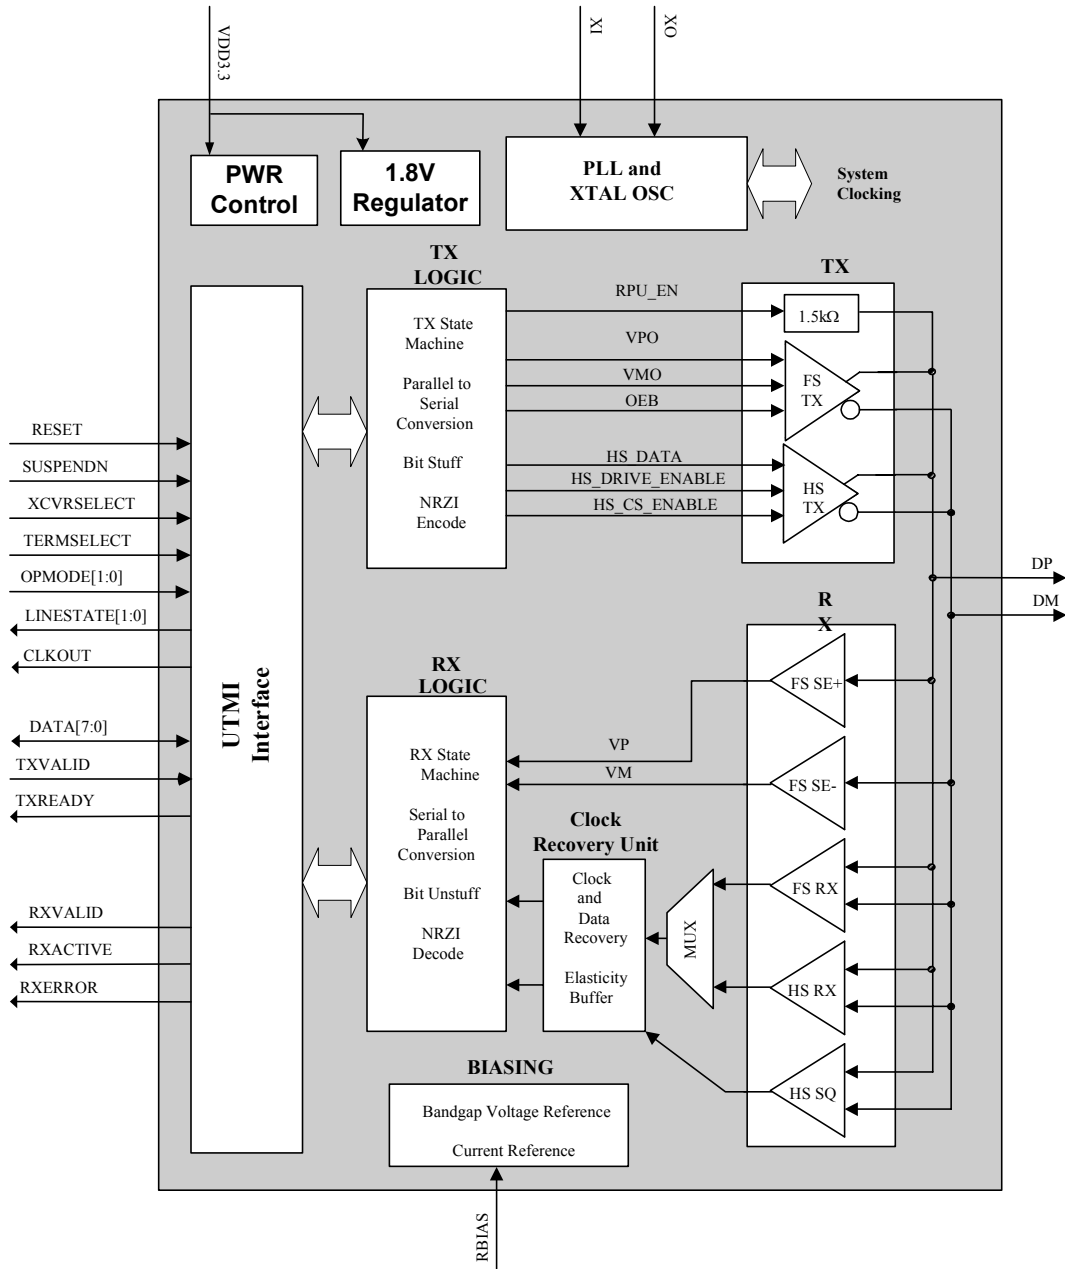 VDD3.3
XI
XO
PWR
Control
1.8V
Regulator
PLL and
XTAL OSC
System
Clocking
TX
LOGIC
TX State
Machine
Parallel to
Serial
Conversion
Bit Stuff
NRZI
Encode
RPU_EN
VPO
VMO
OEB
HS_DATA
HS_DRIVE_ENABLE
HS_CS_ENABLE
TX
1.5kΩ
FS
TX
HS
TX
RESET
SUSPENDN
XCVRSELECT
TERMSELECT
OPMODE[1:0]
LINESTATE[1:0]
CLKOUT
DATA[7:0]
TXVALID
TXREADY
RXVALID
RXACTIVE
RXERROR
UTMI
Interface
DP
DM
RX
LOGIC
RX State
Machine
Serial to
Parallel
Conversion
Bit Unstuff
NRZI
Decode
VP
VM
Clock
Recovery Unit
Clock
and
Data
Recovery
Elasticity
Buffer
MUX
R
X
FS SE+
FS SE-
FS RX
HS RX
HS SQ
BIASING
Bandgap Voltage Reference
Current Reference
RBIAS